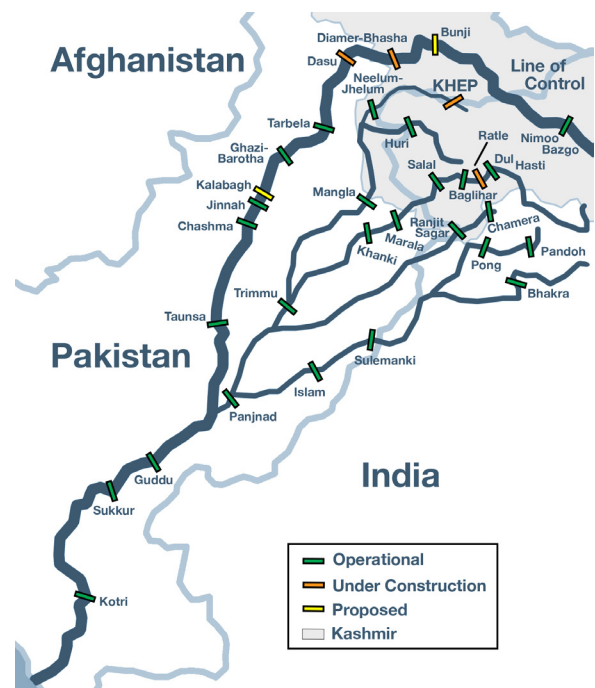 Afghanistan
Diamer-Bhasha
Bunji
Dasu
Neelum-
Jhelum
KHEP
Line of
Control
Tarbela
Huri
Ratle
Nimoo
Bazgo
Ghazi-
Barotha
Salal
Dul
Hasti
Kalabagh
Jinnah
Chashma
Mangla
Baglihar
Ranjit
Sagar
Chamera
Marala
Khanki
Pong
Pandoh
Trimmu
Bhakra
Taunsa
Pakistan
Sulemanki
Islam
Panjnad
India
Guddu
Sukkur
Kotri
Operational
Under Construction
Proposed
Kashmir